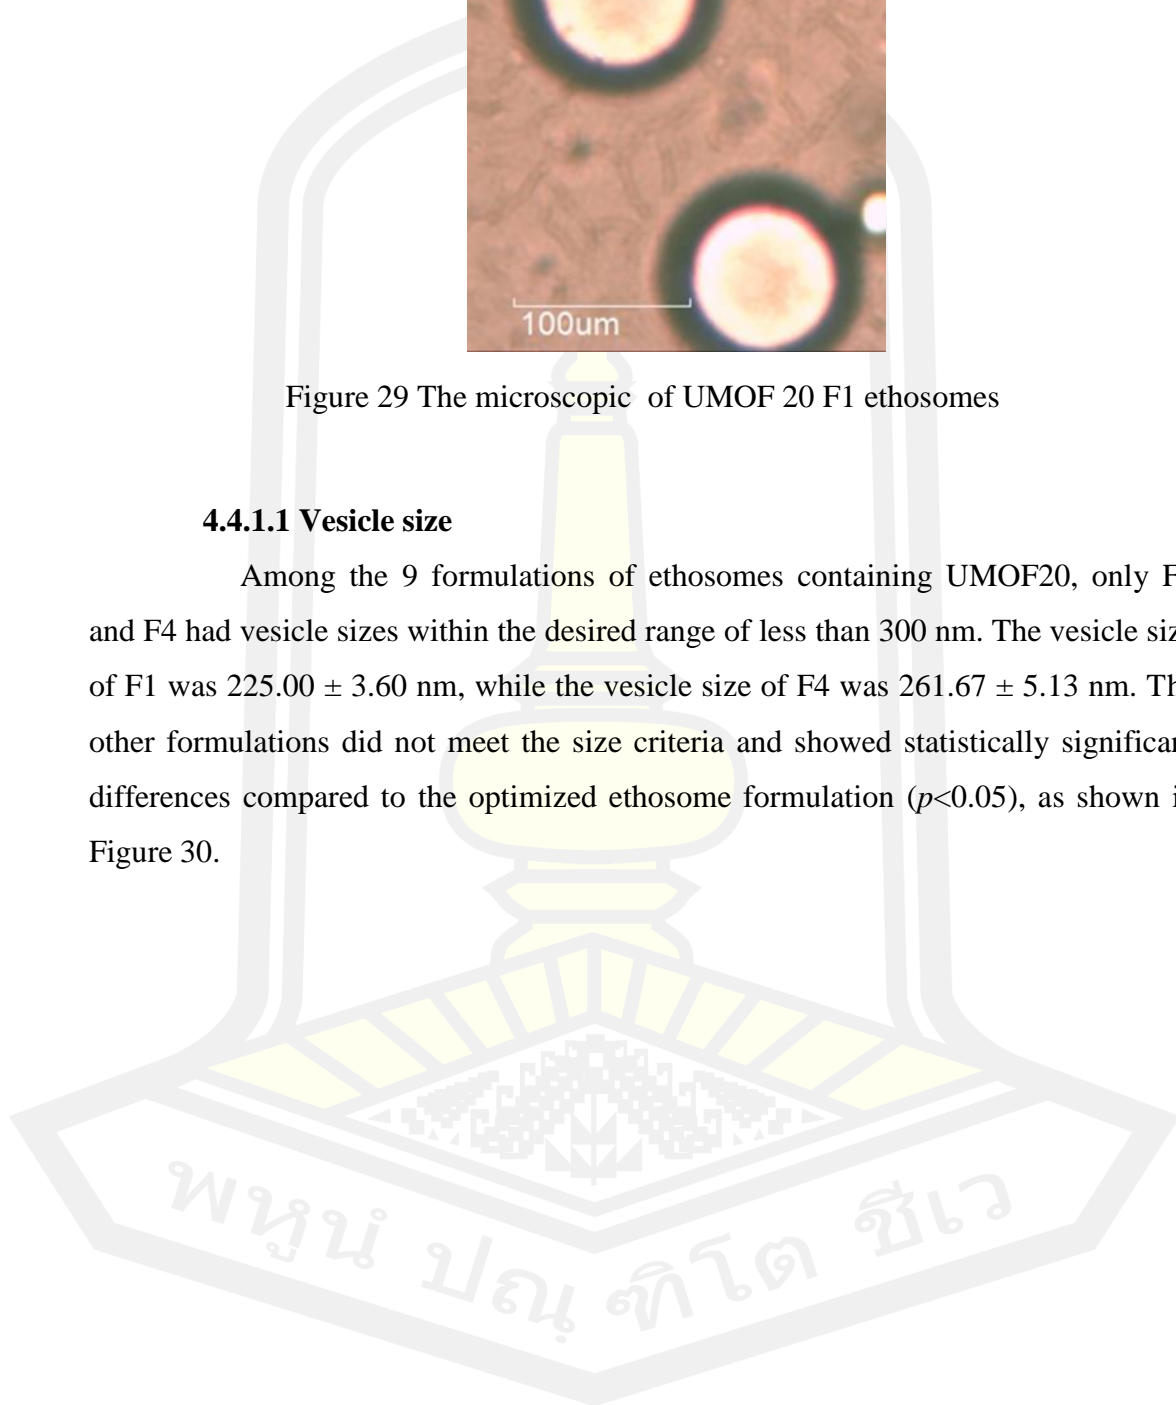 100um
Figure 29 The microscopic of UMOF 20 F1 ethosomes
4.4.1.1 Vesicle size
Among the 9 formulations of ethosomes containing UMOF20, only
and F4 had vesicle sizes within the desired range of less than 300 nm. The vesicle
of F1 was 225.00 ± 3.60 nm, while the vesicle size of F4 was 261.67 ± 5.13 nm.
other formulations did not meet the size criteria and showed statistically
differences compared to the optimized ethosome formulation (p<0.05), as shown
Figure 30.
พหูนํ ปณฺฑิโต ชีเว